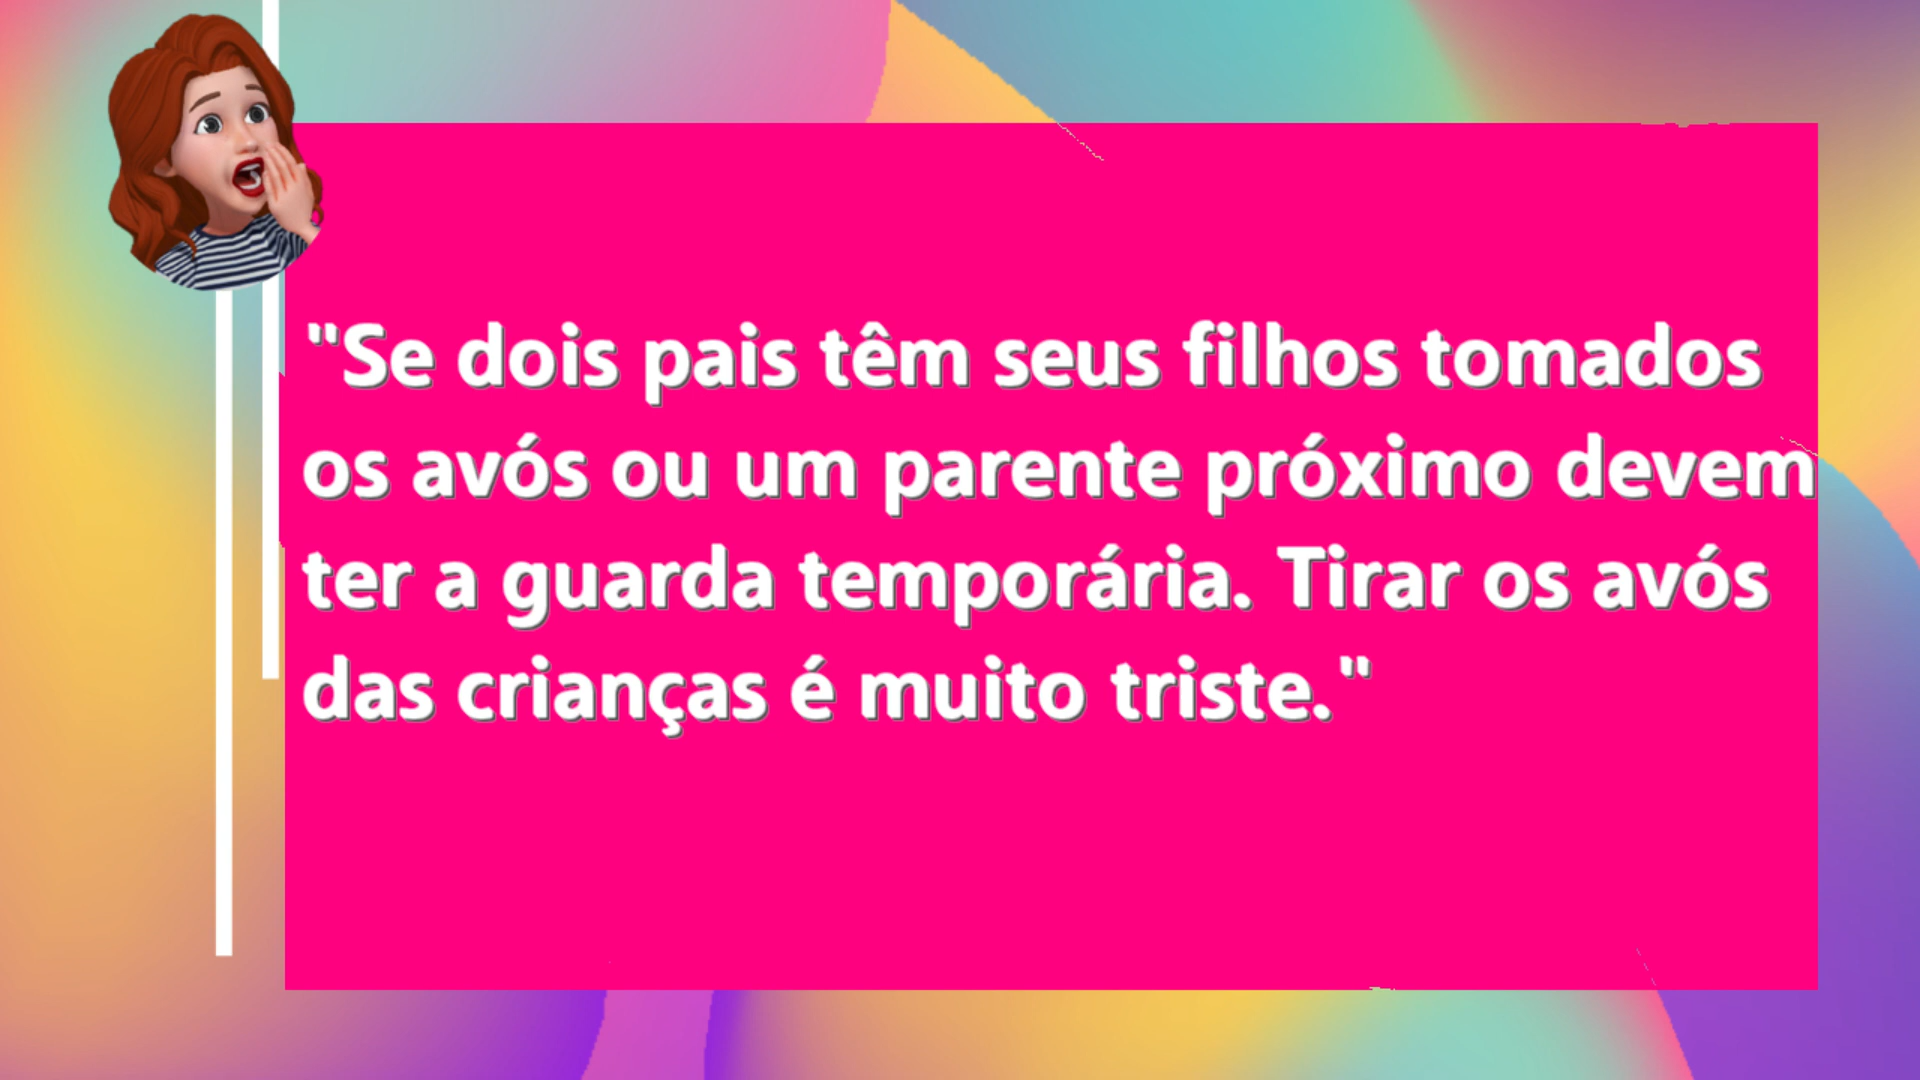 "Se dois pais têm seus filhos tomados
os avós ou um parente próximo devem
ter a guarda temporária. Tirar os avós
das crianças é muito triste."